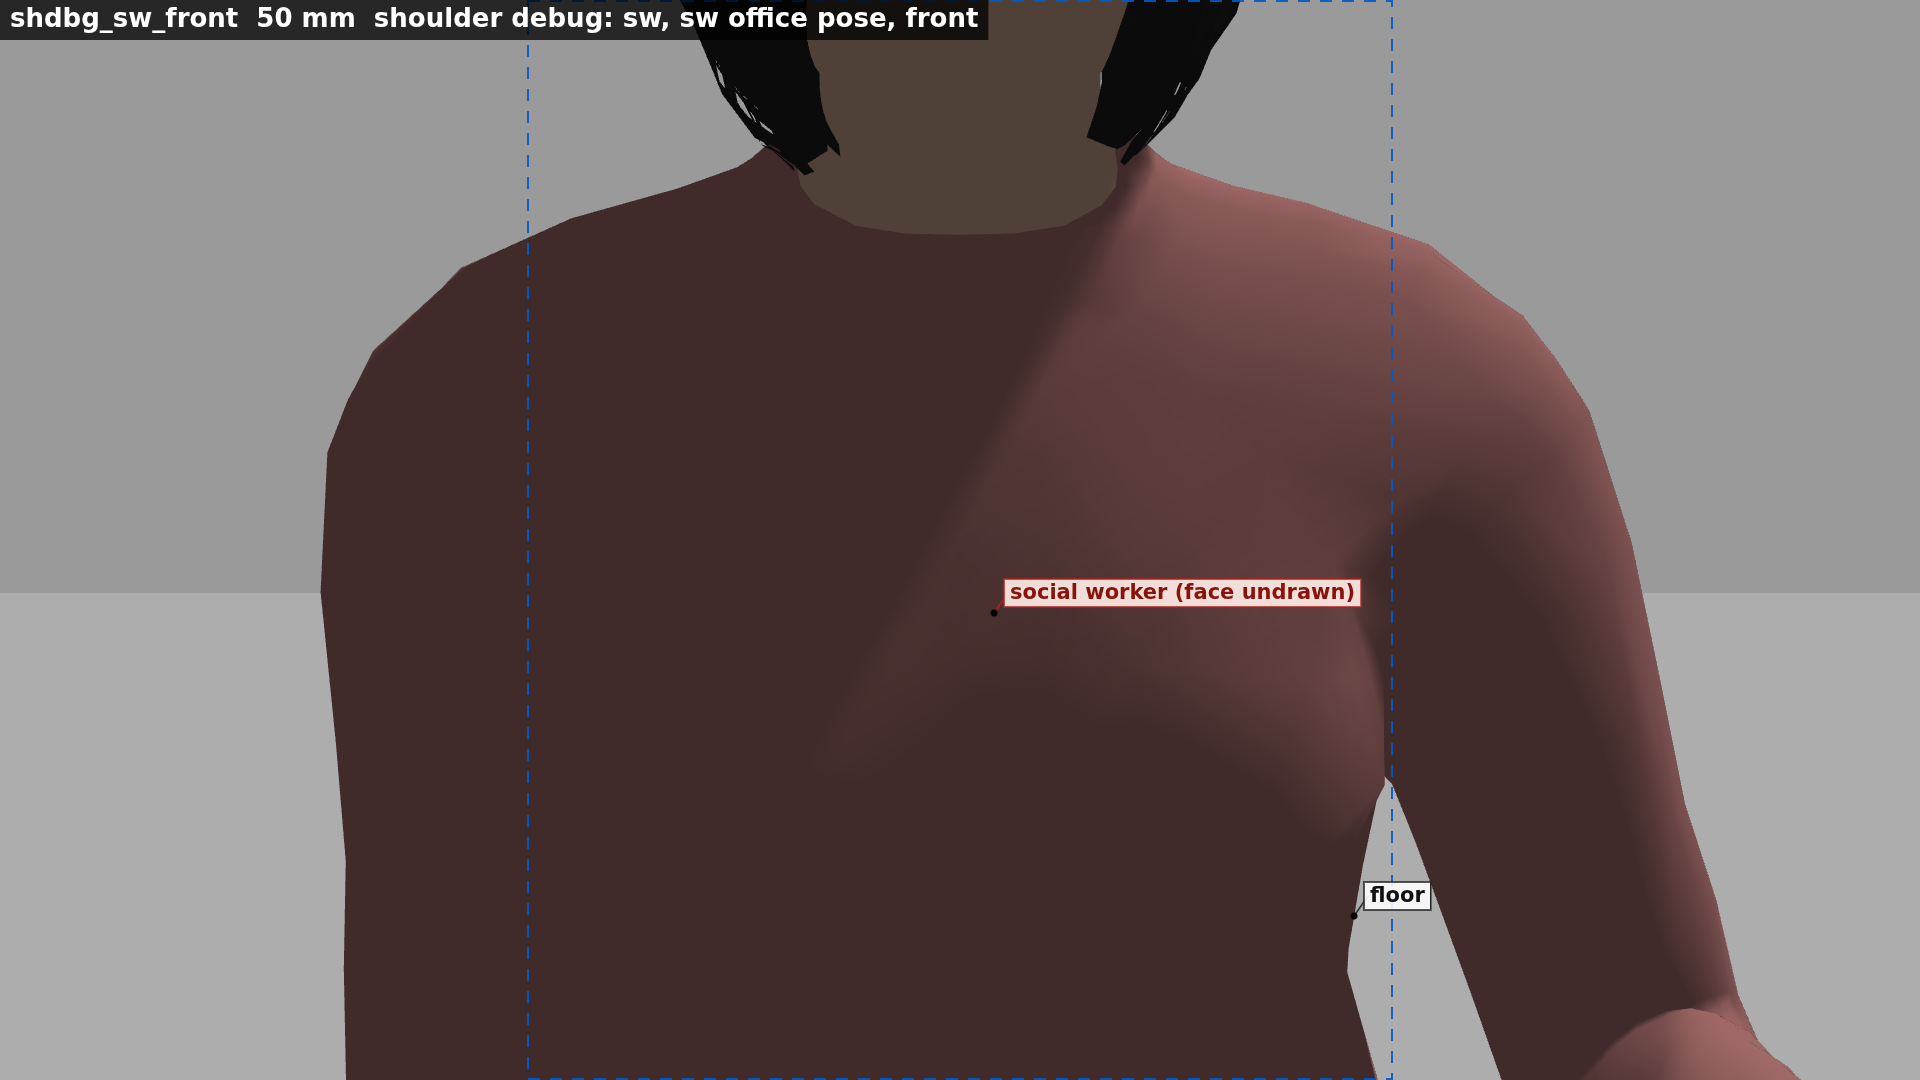 shdbg_sw_front  50 mm  shoulder debug: sw, sw office pose, front
social worker (face undrawn)
floor